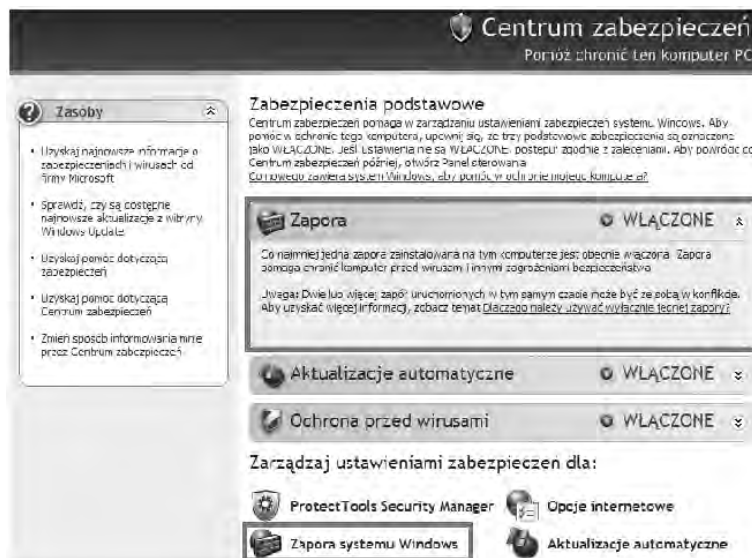 Centrum zabezpieczeń
Pomóż chronić ten komputer PC
Zasoby
Uzyskaj najnowsze informacje o
zabezpieczeniach i wirusach od
firmy Microsoft
Sprawdź, czy są dostępne
najnowsze aktualizacje z witryny
Windows Update
Uzyskaj pomoc dotyczącą
zabezpieczeń
Uzyskaj pomoc dotyczącą
Centrum zabezpieczeń
Zmień sposób informowania mnie
przez Centrum zabezpieczeń
Zabezpieczenia podstawowe
Centrum zabezpieczeń pomaga w zarządzaniu ustawieniami zabezpieczeń systemu Windows. Aby
pomóc w ochronie tego komputera, upewnij się, że trzy podstawowe zabezpieczenia są oznaczone
jako WŁĄCZONE. Jeśli ustawienia nie są WŁĄCZONE, postępuj zgodnie z zaleceniami. Aby powrócić do
Centrum zabezpieczeń później, otwórz Panel sterowania.
Co nowego zawiera system Windows, aby pomóc w ochronie mojego komputera?
Zapora WŁĄCZONE
Co najmniej jedna zapora zainstalowana na tym komputerze jest obecnie włączona. Zapora
pomaga chronić komputer przed wirusami i innymi zagrożeniami bezpieczeństwa.
Uwaga: Dwie lub więcej zapór uruchomionych w tym samym czasie może być ze sobą w konflikcie.
Aby uzyskać więcej informacji, zobacz temat Dlaczego należy używać wyłącznie jednej zapory?
Aktualizacje automatyczne WŁĄCZONE
Ochrona przed wirusami WŁĄCZONE
Zarządzaj ustawieniami zabezpieczeń dla:
ProtectTools Security Manager Opcje internetowe
Zapora systemu Windows Aktualizacje automatyczne